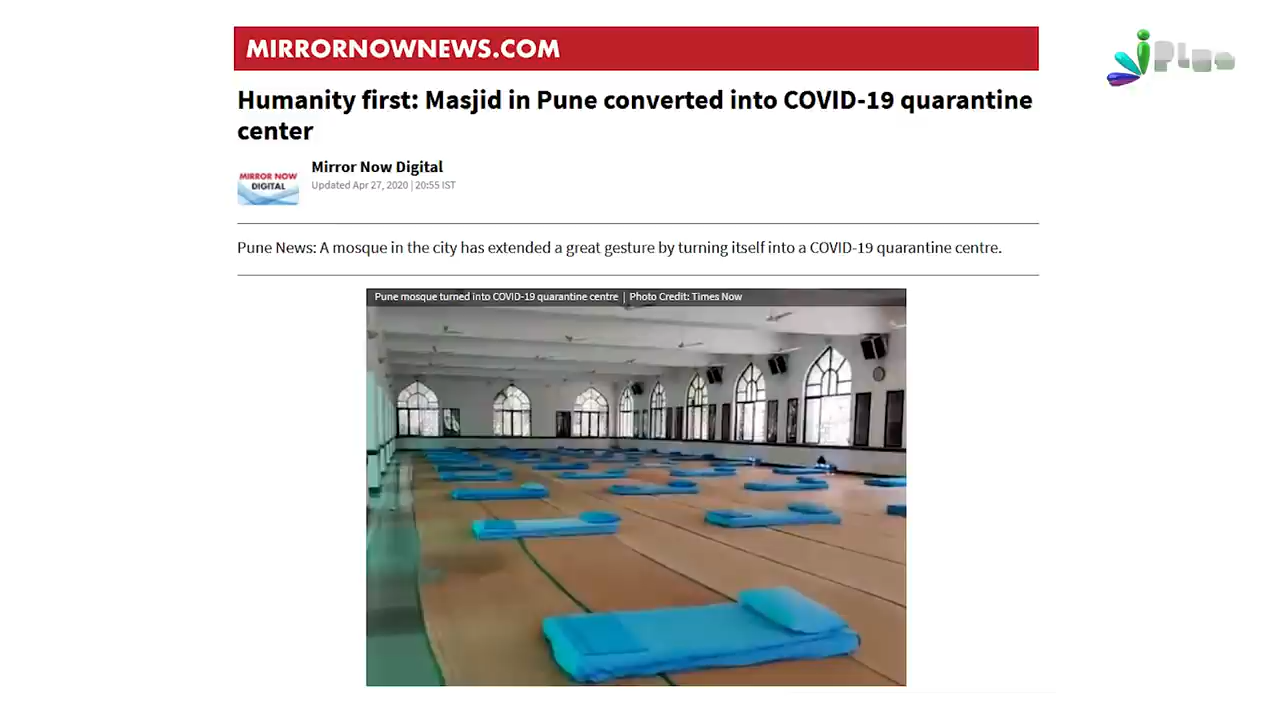 MIRRORNOWNEWS.COM
iPlus
Humanity first: Masjid in Pune converted into COVID-19 quarantine
center
Mirror Now Digital
MIRROR NOW
DIGITAL
Updated Apr 27, 2020 | 20:55 IST
Pune News: A mosque in the city has extended a great gesture by turning itself into a COVID-19 quarantine centre.
Pune mosque turned into COVID-19 quarantine centre | Photo Credit: Times Now